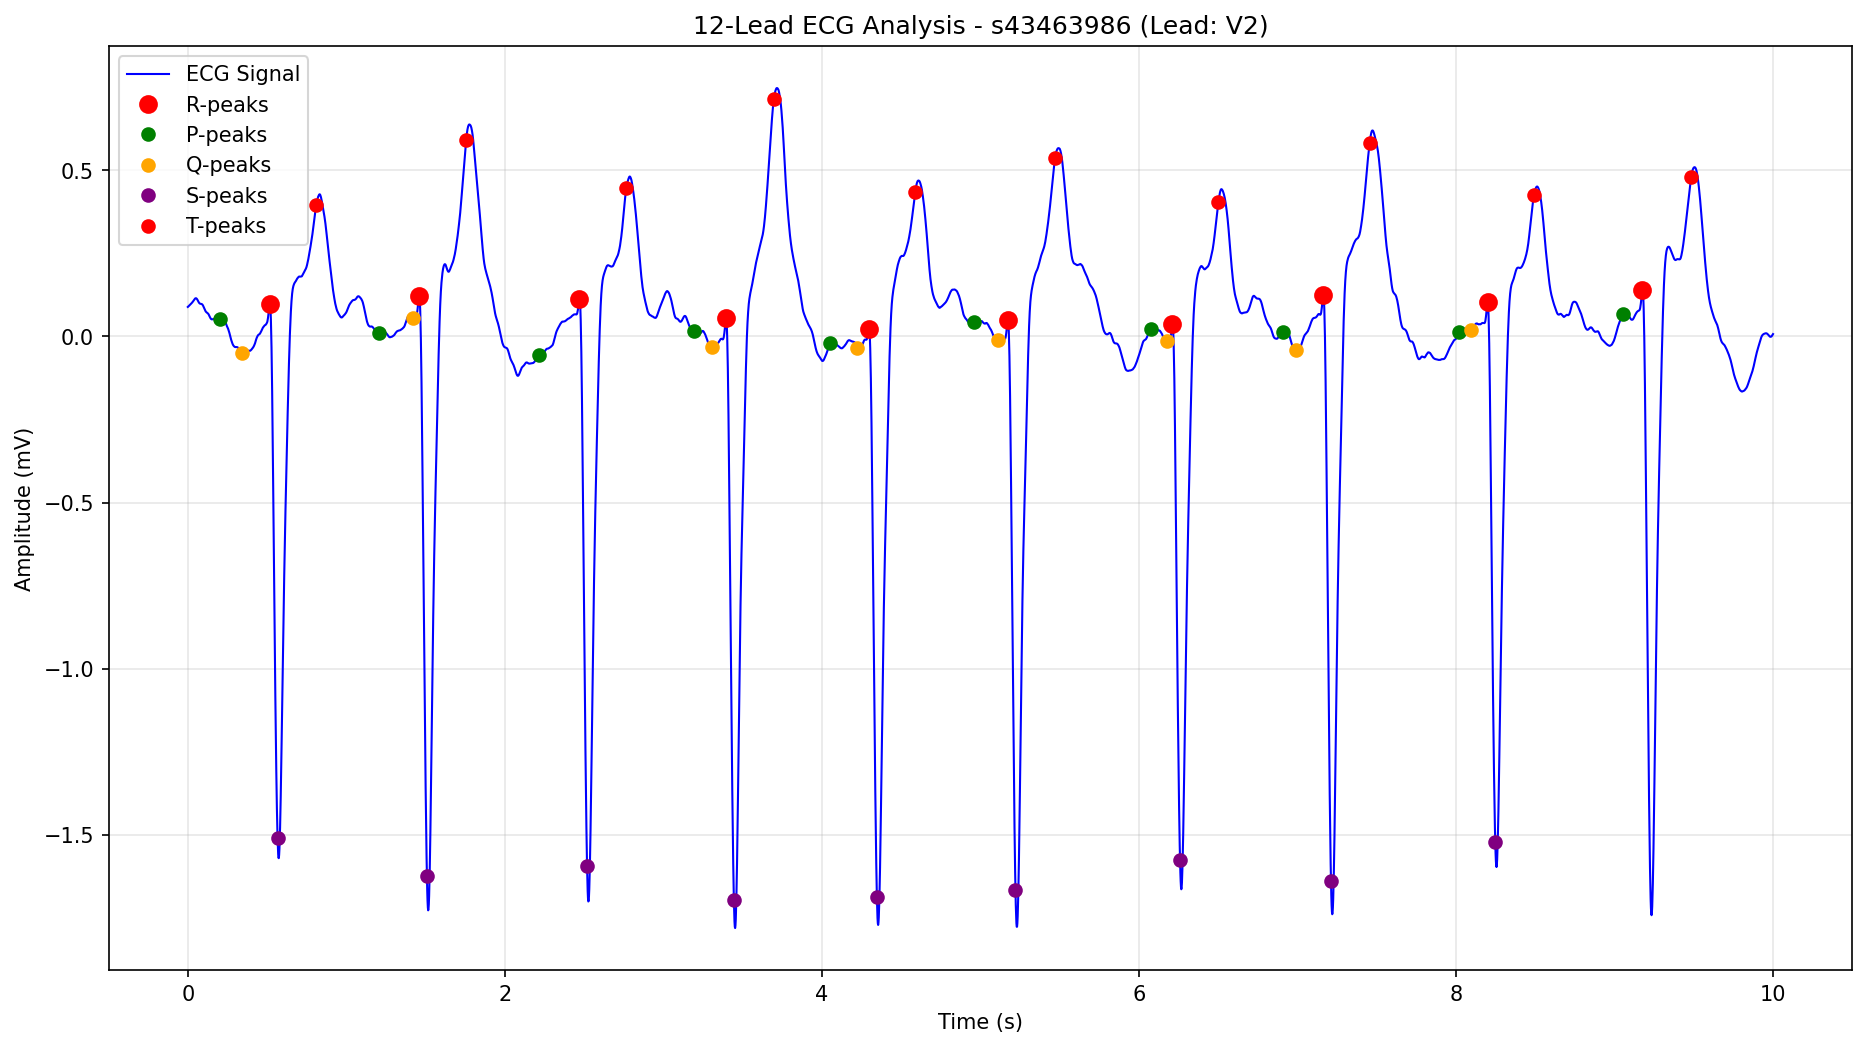 12-Lead ECG Analysis - s43463986 (Lead: V2)
ECG Signal
R-peaks
P-peaks
Q-peaks
S-peaks
T-peaks
Amplitude (mV)
0.5
0.0
−0.5
−1.0
−1.5
0 2 4 6 8 10
Time (s)